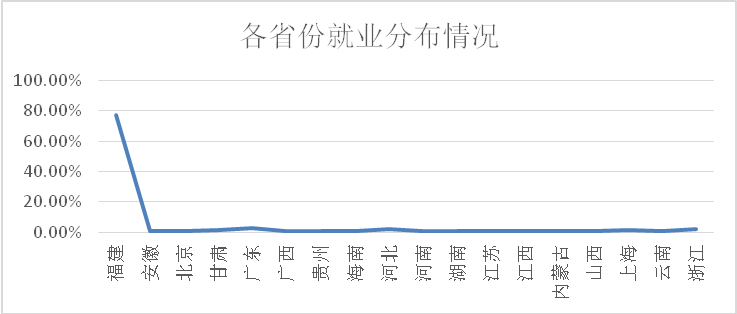 各省份就业分布情况
100.00%
80.00%
60.00%
40.00%
20.00%
0.00%
福建
安徽
北京
甘肃
广东
广西
贵州
海南
河北
河南
湖南
江苏
江西
内蒙古
山西
上海
云南
浙江